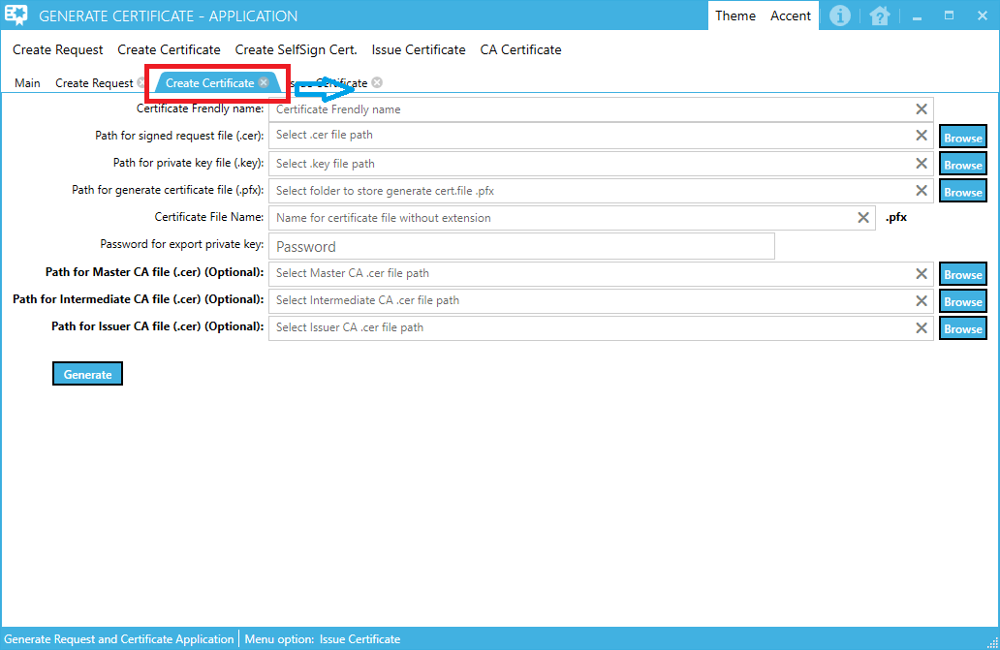 GENERATE CERTIFICATE - APPLICATION
Theme Accent
Create Request Create Certificate Create SelfSign Cert. Issue Certificate CA Certificate
Main Create Request Create Certificate Certificate
Certificate Frendly name: Certificate Frendly name
Path for signed request file (.cer): Select .cer file path Browse
Path for private key file (.key): Select .key file path Browse
Path for generate certificate file (.pfx): Select folder to store generate cert.file .pfx Browse
Certificate File Name: Name for certificate file without extension .pfx
Password for export private key: Password
Path for Master CA file (.cer) (Optional): Select Master CA .cer file path Browse
Path for Intermediate CA file (.cer) (Optional): Select Intermediate CA .cer file path Browse
Path for Issuer CA file (.cer) (Optional): Select Issuer CA .cer file path Browse
Generate
Generate Request and Certificate Application Menu option: Issue Certificate